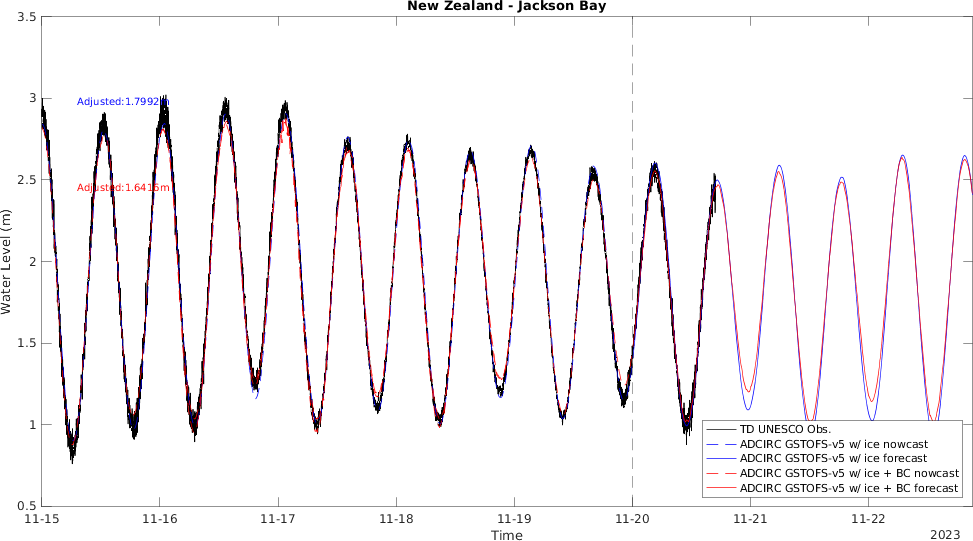 New Zealand - Jackson Bay
3.5
3
2.5
2
1.5
1
0.5
Water Level (m)
Adjusted:1.7992m
Adjusted:1.6416m
TD UNESCO Obs.
ADCIRC GSTOFS-v5 w/ ice nowcast
ADCIRC GSTOFS-v5 w/ ice forecast
ADCIRC GSTOFS-v5 w/ ice + BC nowcast
ADCIRC GSTOFS-v5 w/ ice + BC forecast
11-15 11-16 11-17 11-18 11-19 11-20 11-21 11-22
Time
2023